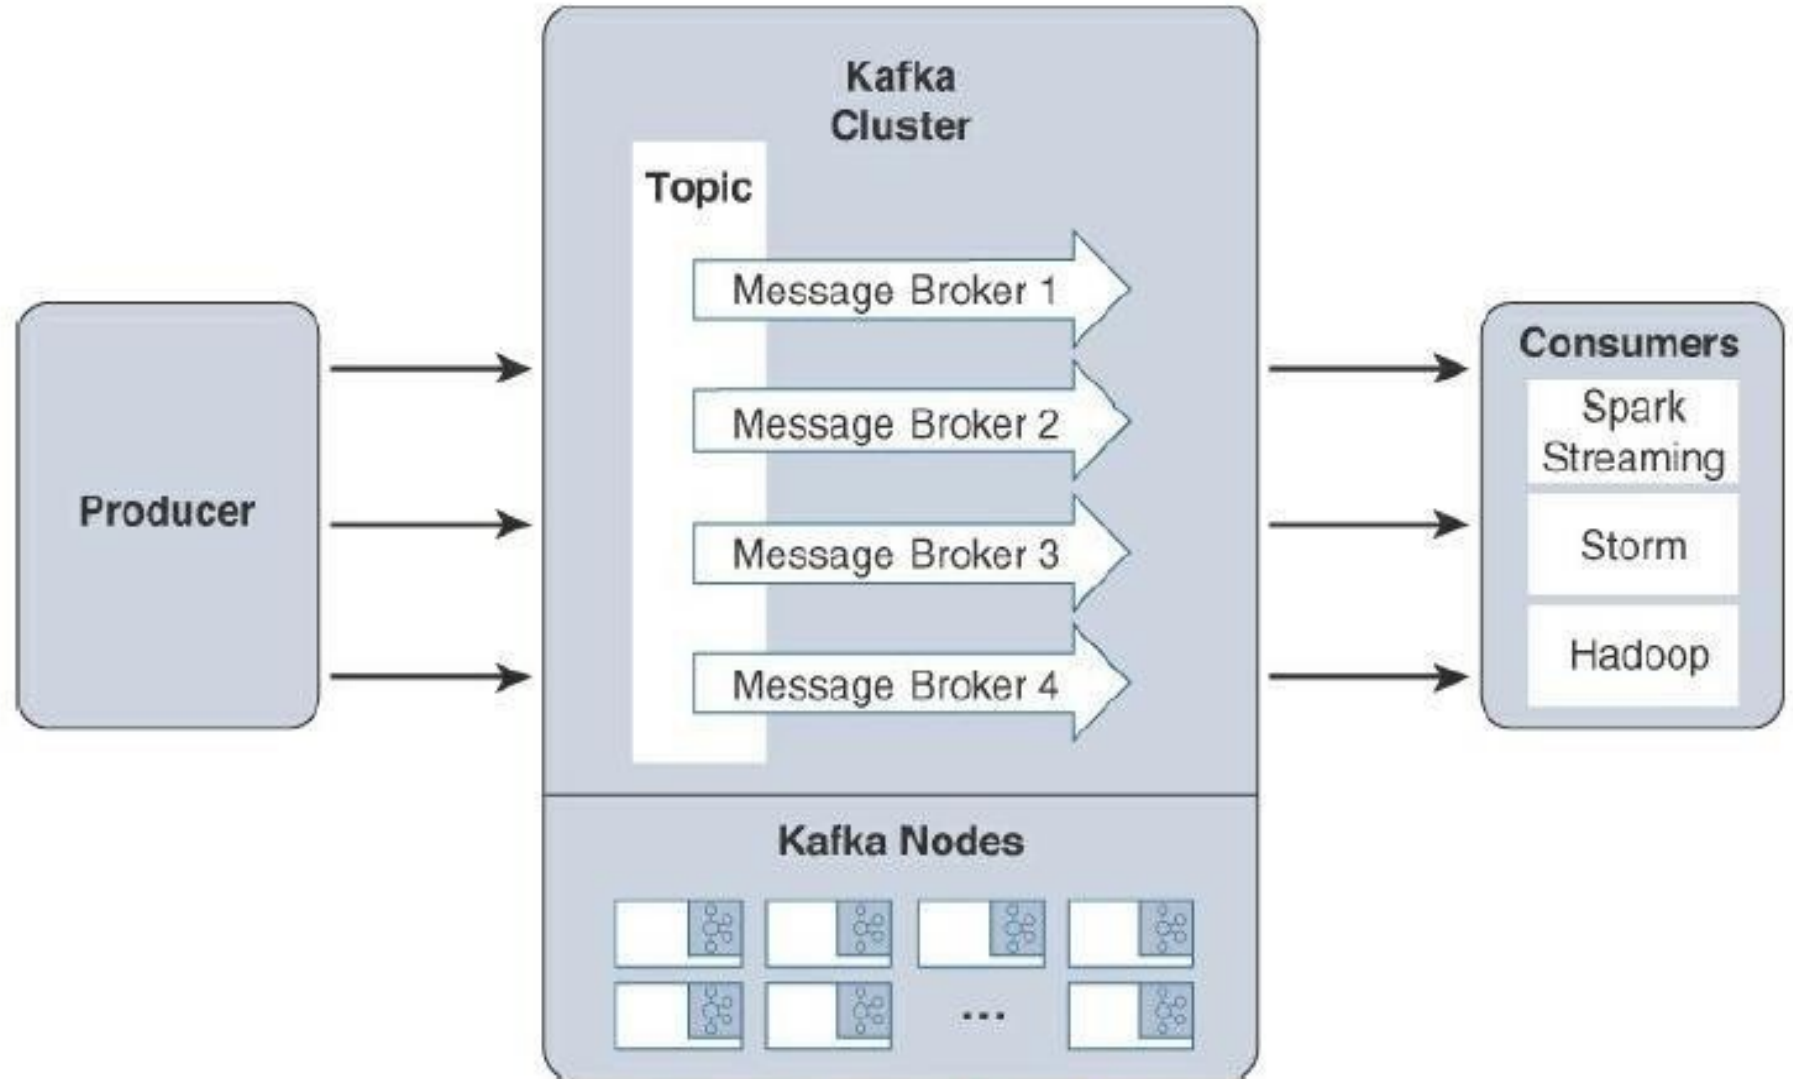 Kafka
Cluster
Topic
Message Broker 1
Message Broker 2
Message Broker 3
Message Broker 4
Producer
Consumers
Spark
Streaming
Storm
Hadoop
Kafka Nodes
...